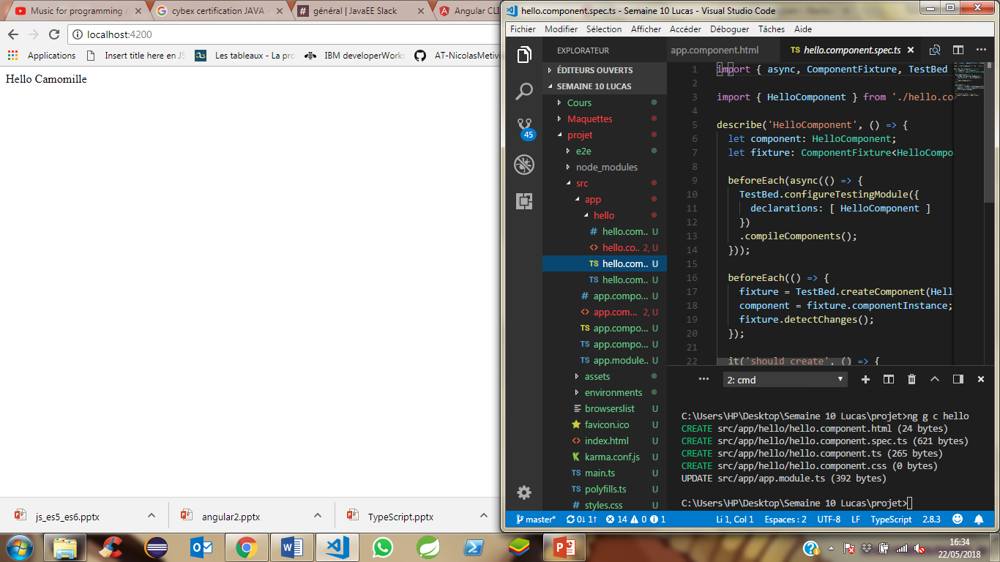 Music for programming /
cybex certification JAVA -
général | JavaEE Slack
Angular CLI
localhost:4200
Applications
Insert title here en JS
Les tableaux - La pro
IBM developerWorks
AT-NicolasMetivi
Hello Camomille
js_es5_es6.pptx
angular2.pptx
TypeScript.pptx
hello.component.spec.ts - Semaine 10 Lucas - Visual Studio Code
Fichier Modifier Sélection Afficher Accéder Déboguer Tâches Aide
EXPLORATEUR
ÉDITEURS OUVERTS
SEMAINE 10 LUCAS
Cours
Maquettes
projet
e2e
node_modules
src
app
hello
# hello.com.. U
<> hello.co.. 2, U
TS hello.com.. U
TS hello.com.. U
# app.compo... U
<> app.com... 2, U
TS app.compo... U
TS app.compo... U
TS app.module... U
assets
environments
browserslist U
favicon.ico U
<> index.html U
karma.conf.js U
TS main.ts U
TS polyfills.ts U
# styles.css U
45
app.component.html
TS hello.component.spec.ts
1 import { async, ComponentFixture, TestBed
2
3 import { HelloComponent } from './hello.co
4
5 describe('HelloComponent', () => {
6 let component: HelloComponent;
7 let fixture: ComponentFixture<HelloCompo
8
9 beforeEach(async(() => {
10 TestBed.configureTestingModule({
11 declarations: [ HelloComponent ]
12 })
13 .compileComponents();
14 }));
15
16 beforeEach(() => {
17 fixture = TestBed.createComponent(Hell
18 component = fixture.componentInstance;
19 fixture.detectChanges();
20 });
21
22 it('should create', () => {
2: cmd
C:\Users\HP\Desktop\Semaine 10 Lucas\projet>ng g c hello
CREATE src/app/hello/hello.component.html (24 bytes)
CREATE src/app/hello/hello.component.spec.ts (621 bytes)
CREATE src/app/hello/hello.component.ts (265 bytes)
CREATE src/app/hello/hello.component.css (0 bytes)
UPDATE src/app/app.module.ts (392 bytes)
C:\Users\HP\Desktop\Semaine 10 Lucas\projet>
master* 0↓ 1↑ 14 0 1 Li 1, Col 1 Espaces : 2 UTF-8 LF TypeScript 2.8.3
16:34
22/05/2018